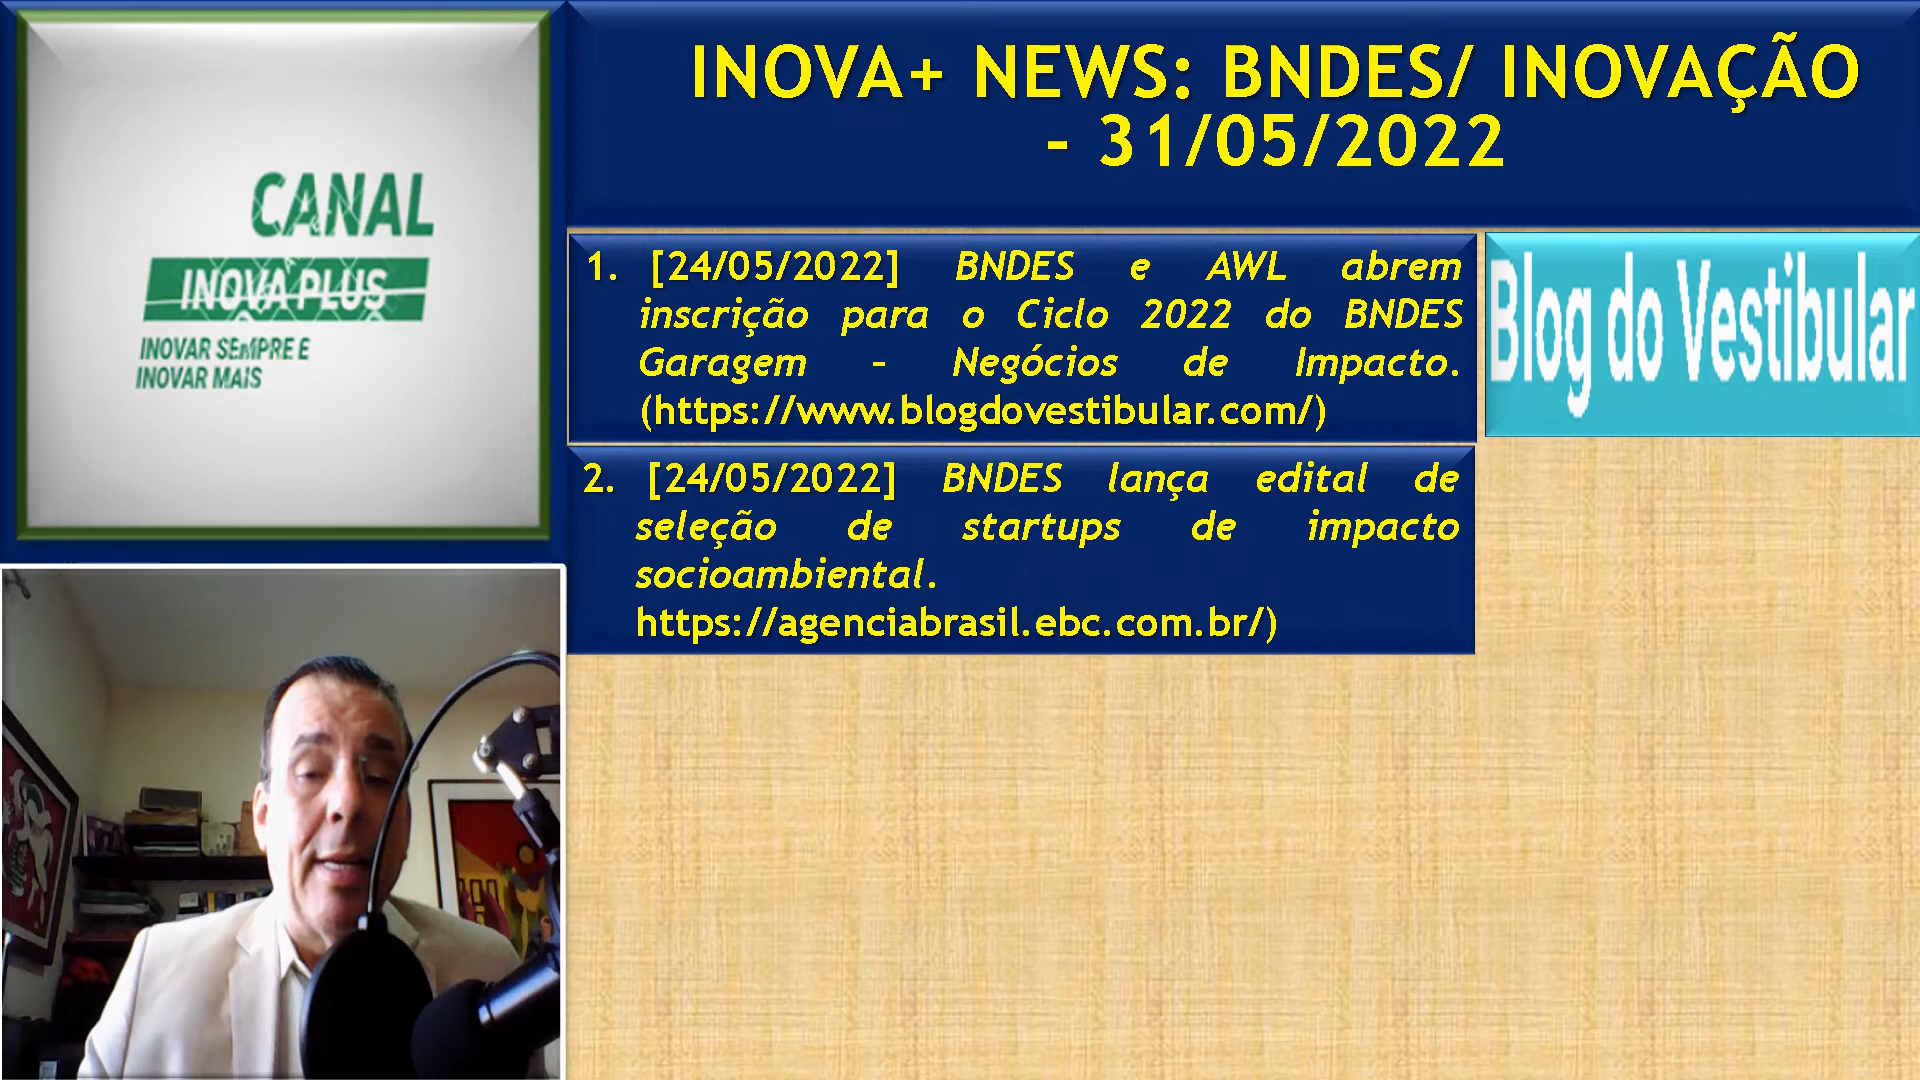 CANAL
INOVA PLUS
INOVAR SEMPRE E
INOVAR MAIS
INOVA+ NEWS: BNDES/ INOVAÇÃO
- 31/05/2022
1. [24/05/2022] BNDES e AWL abrem
inscrição para o Ciclo 2022 do BNDES
Garagem – Negócios de Impacto.
(https://www.blogdovestibular.com/)
Blog do Vestibular
2. [24/05/2022] BNDES lança edital de
seleção de startups de impacto
socioambiental.
https://agenciabrasil.ebc.com.br/)